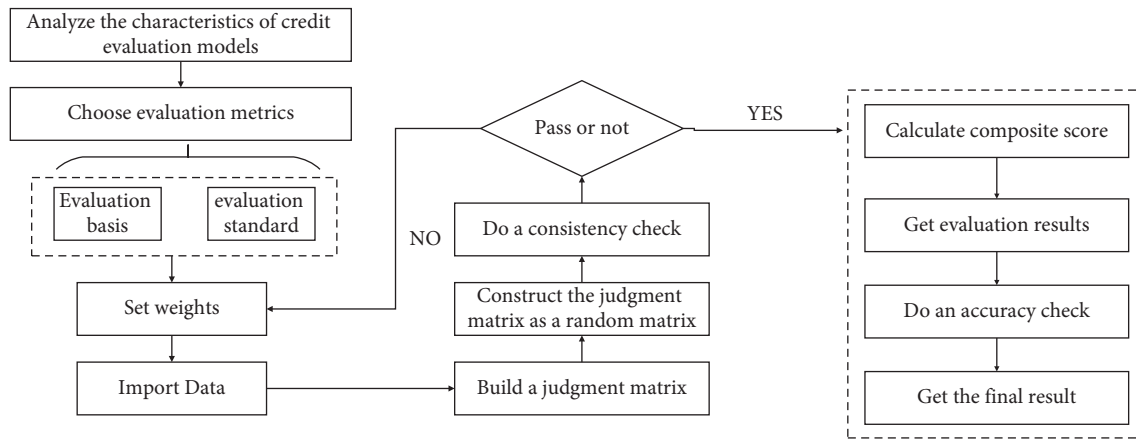 Analyze the characteristics of credit
evaluation models
Choose evaluation metrics
Evaluation
basis
evaluation
standard
Set weights
Import Data
Build a judgment matrix
Construct the judgment
matrix as a random matrix
Do a consistency check
Pass or not
NO
YES
Calculate composite score
Get evaluation results
Do an accuracy check
Get the final result